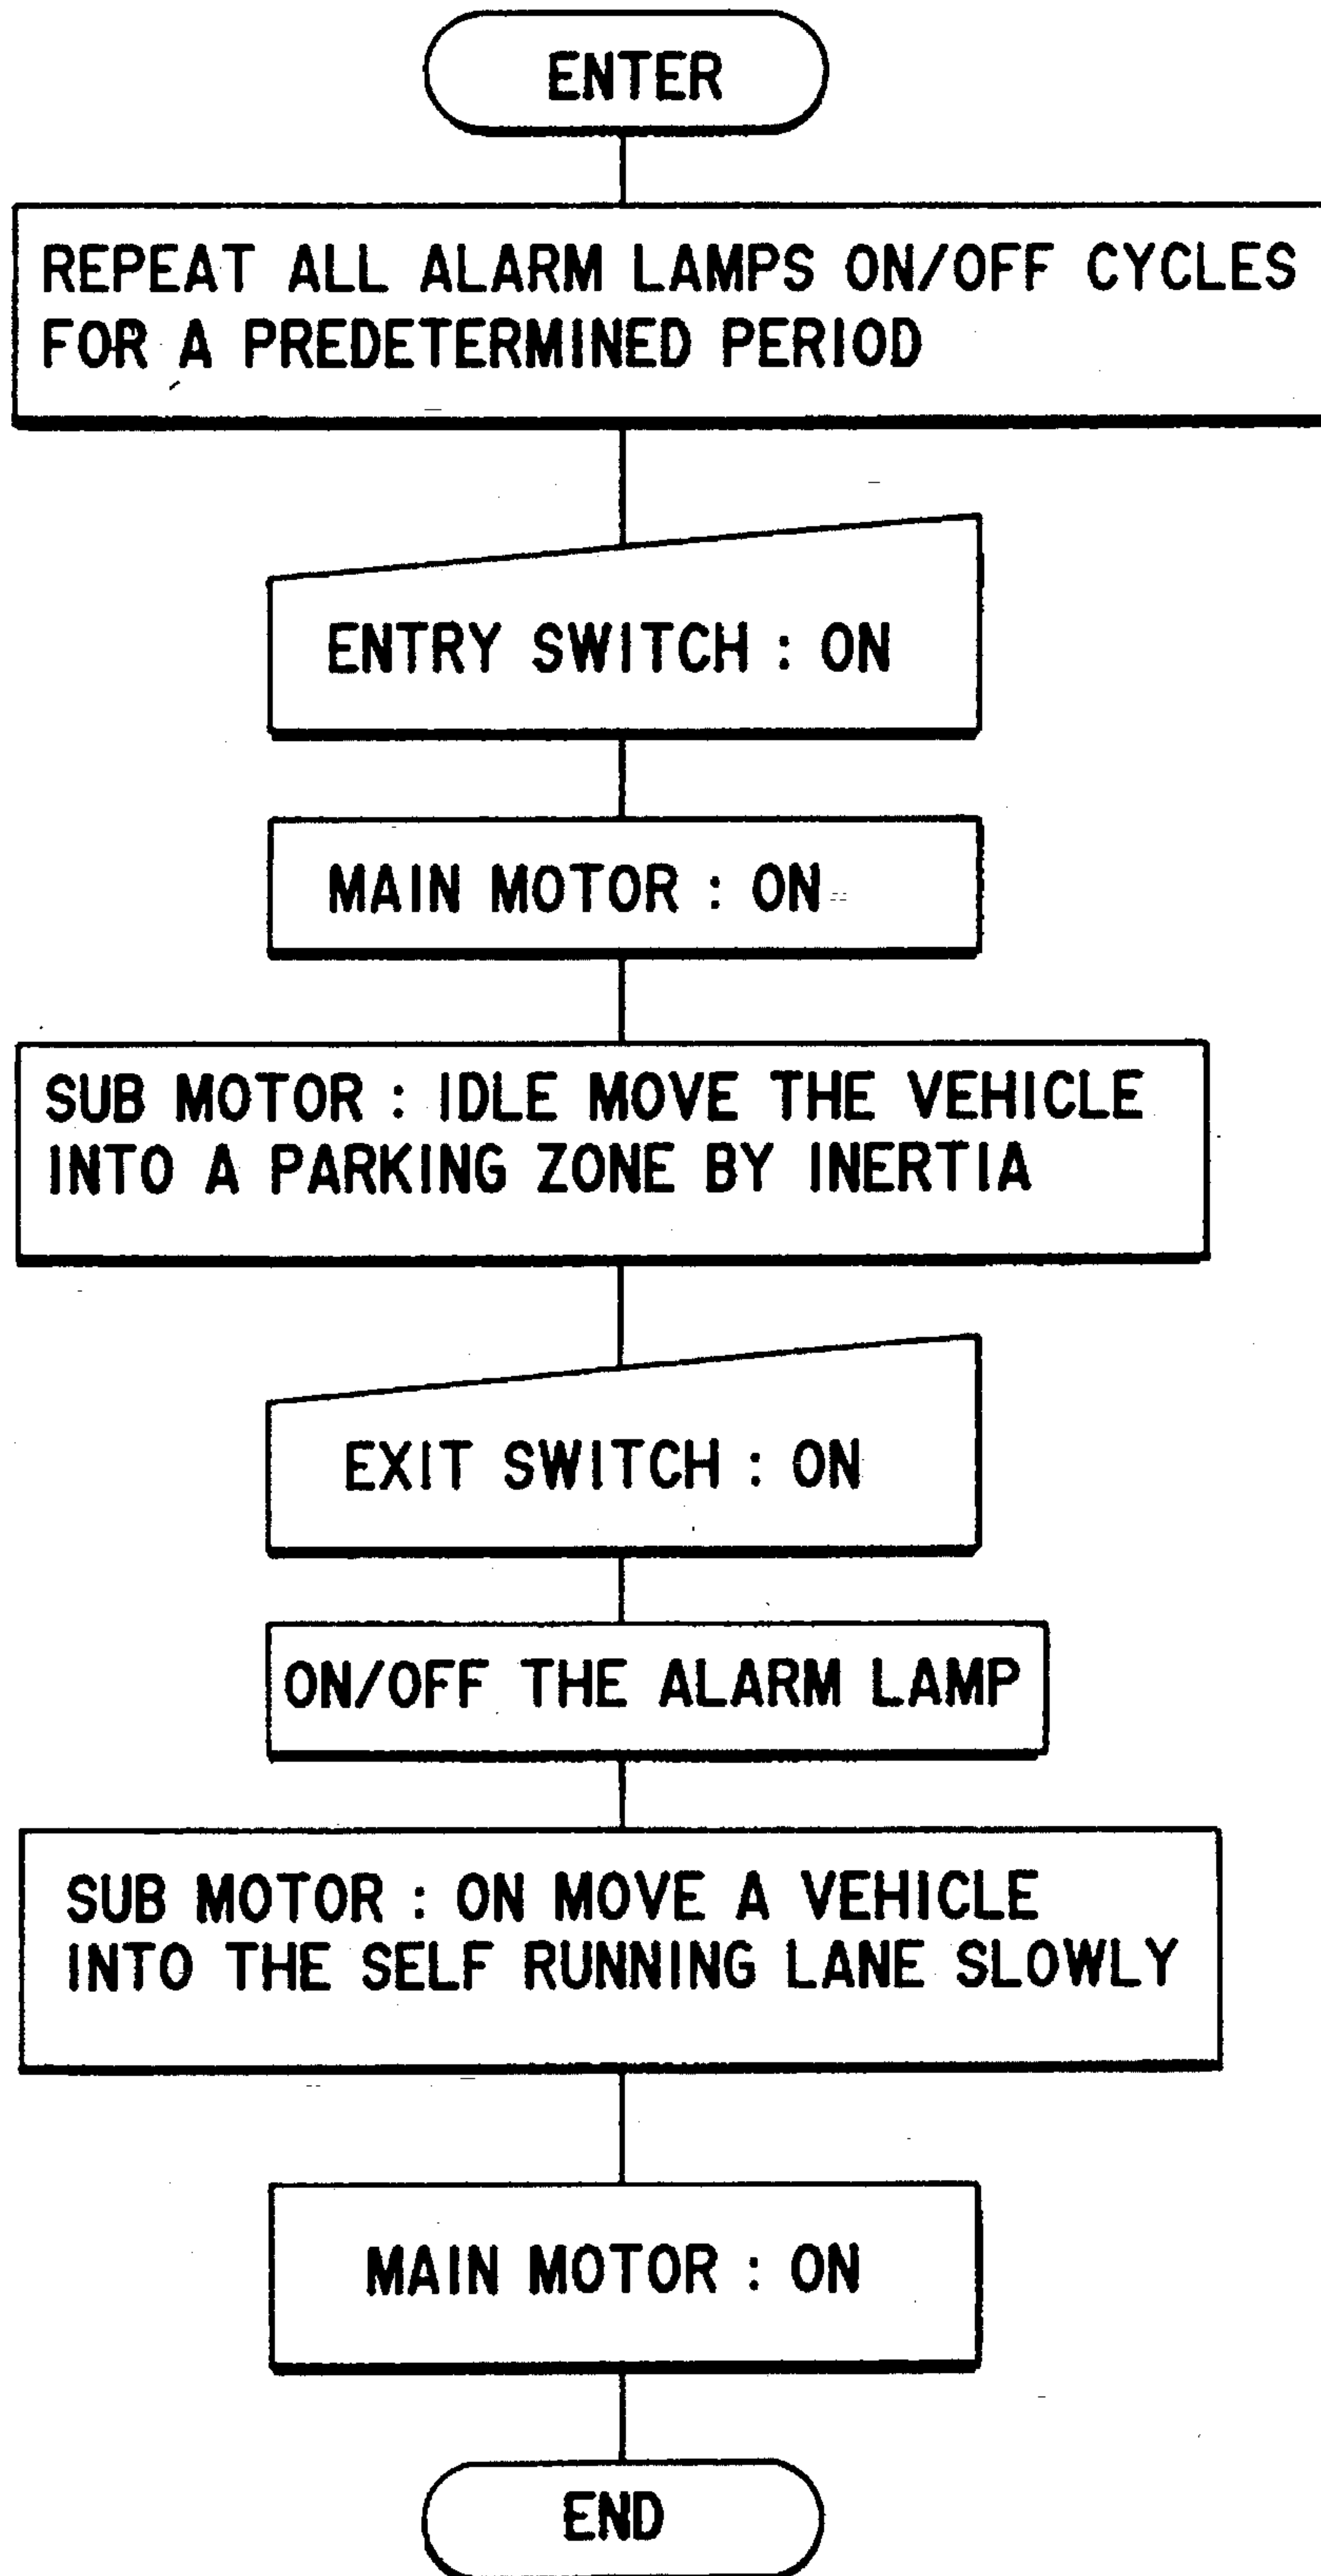 ENTER
REPEAT ALL ALARM LAMPS ON/OFF CYCLES
FOR A PREDETERMINED PERIOD
ENTRY SWITCH : ON
MAIN MOTOR : ON
SUB MOTOR : IDLE MOVE THE VEHICLE
INTO A PARKING ZONE BY INERTIA
EXIT SWITCH : ON
ON/OFF THE ALARM LAMP
SUB MOTOR : ON MOVE A VEHICLE
INTO THE SELF RUNNING LANE SLOWLY
MAIN MOTOR : ON
END